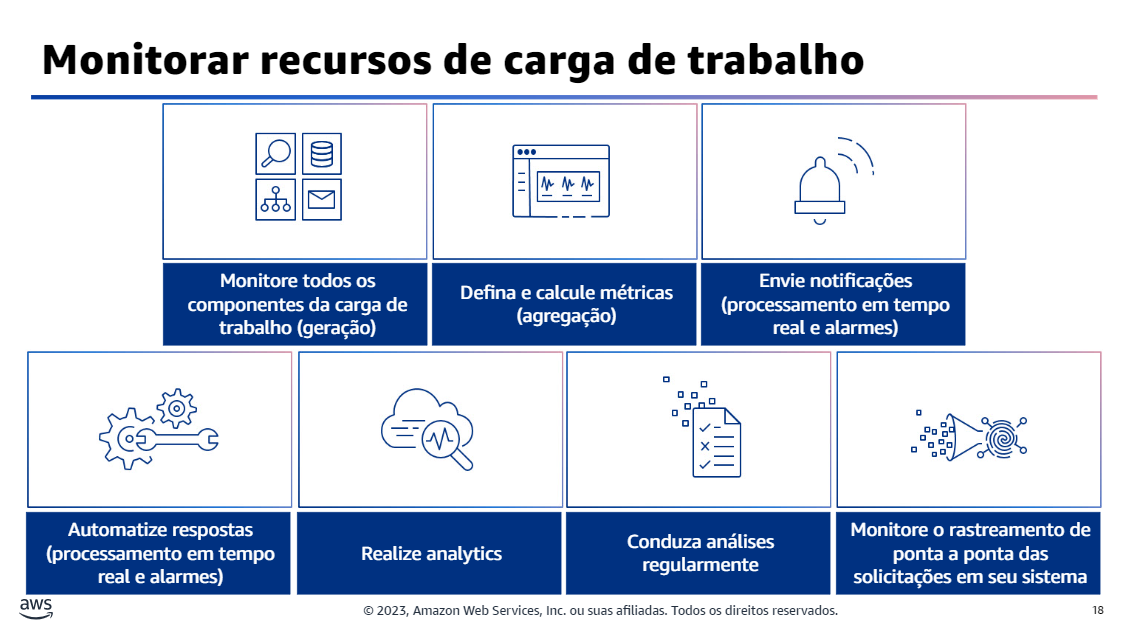 Monitorar recursos de carga de trabalho
Monitore todos os
componentes da carga de
trabalho (geração)
Defina e calcule métricas
(agregação)
Envie notificações
(processamento em tempo
real e alarmes)
Automatize respostas
(processamento em tempo
real e alarmes)
Realize analytics
Conduza análises
regularmente
Monitore o rastreamento de
ponta a ponta das
solicitações em seu sistema
aws
© 2023, Amazon Web Services, Inc. ou suas afiliadas. Todos os direitos reservados.
18